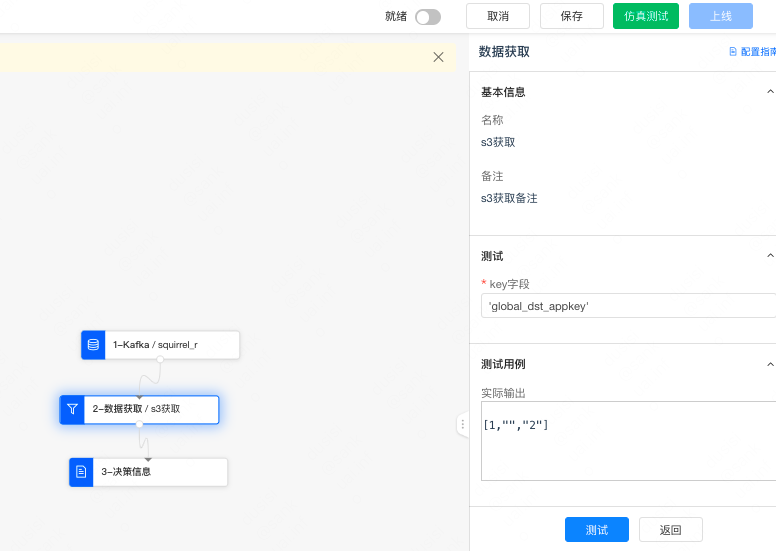 就绪
取消
保存
仿真测试
上线
数据获取
配置指南
基本信息
名称
s3获取
备注
s3获取备注
测试
* key字段
'global_dst_appkey'
测试用例
实际输出
[1,"","2"]
测试
返回
1-Kafka / squirrel_r
2-数据获取 / s3获取
3-决策信息